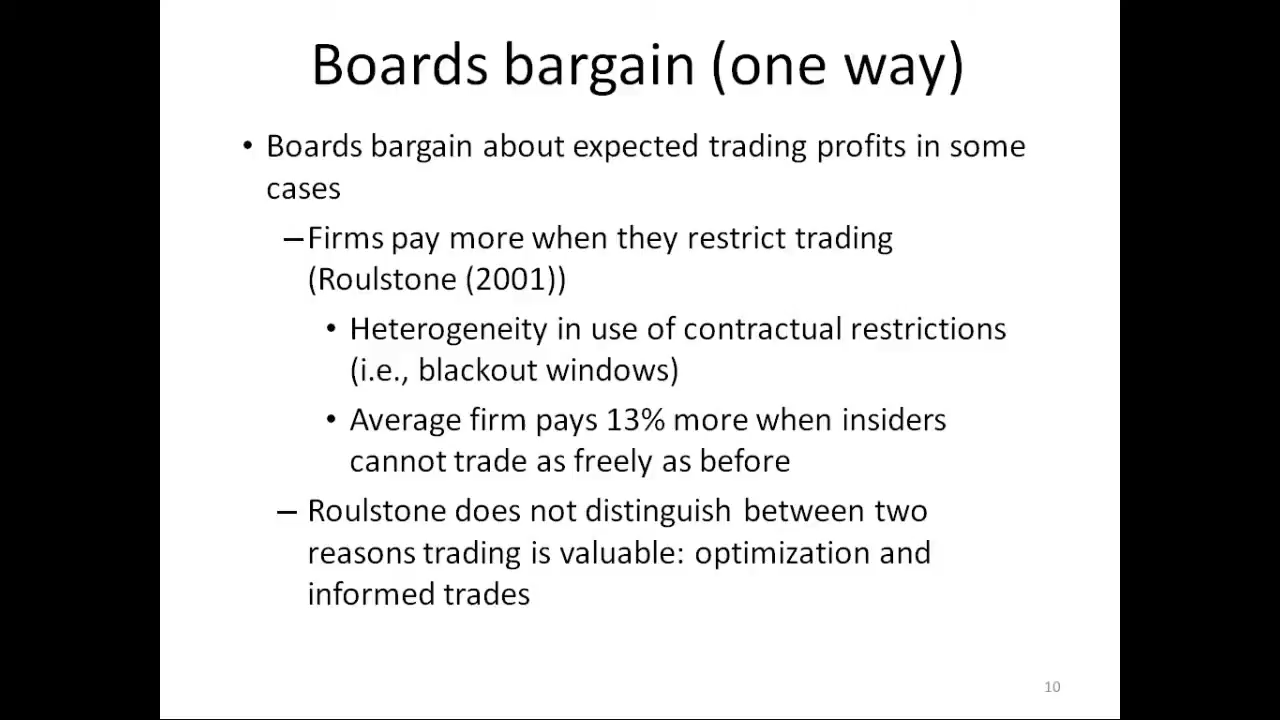 Boards bargain (one way)
• Boards bargain about expected trading profits in some
cases
–Firms pay more when they restrict trading
(Roulstone (2001))
• Heterogeneity in use of contractual restrictions
(i.e., blackout windows)
• Average firm pays 13% more when insiders
cannot trade as freely as before
– Roulstone does not distinguish between two
reasons trading is valuable: optimization and
informed trades
10